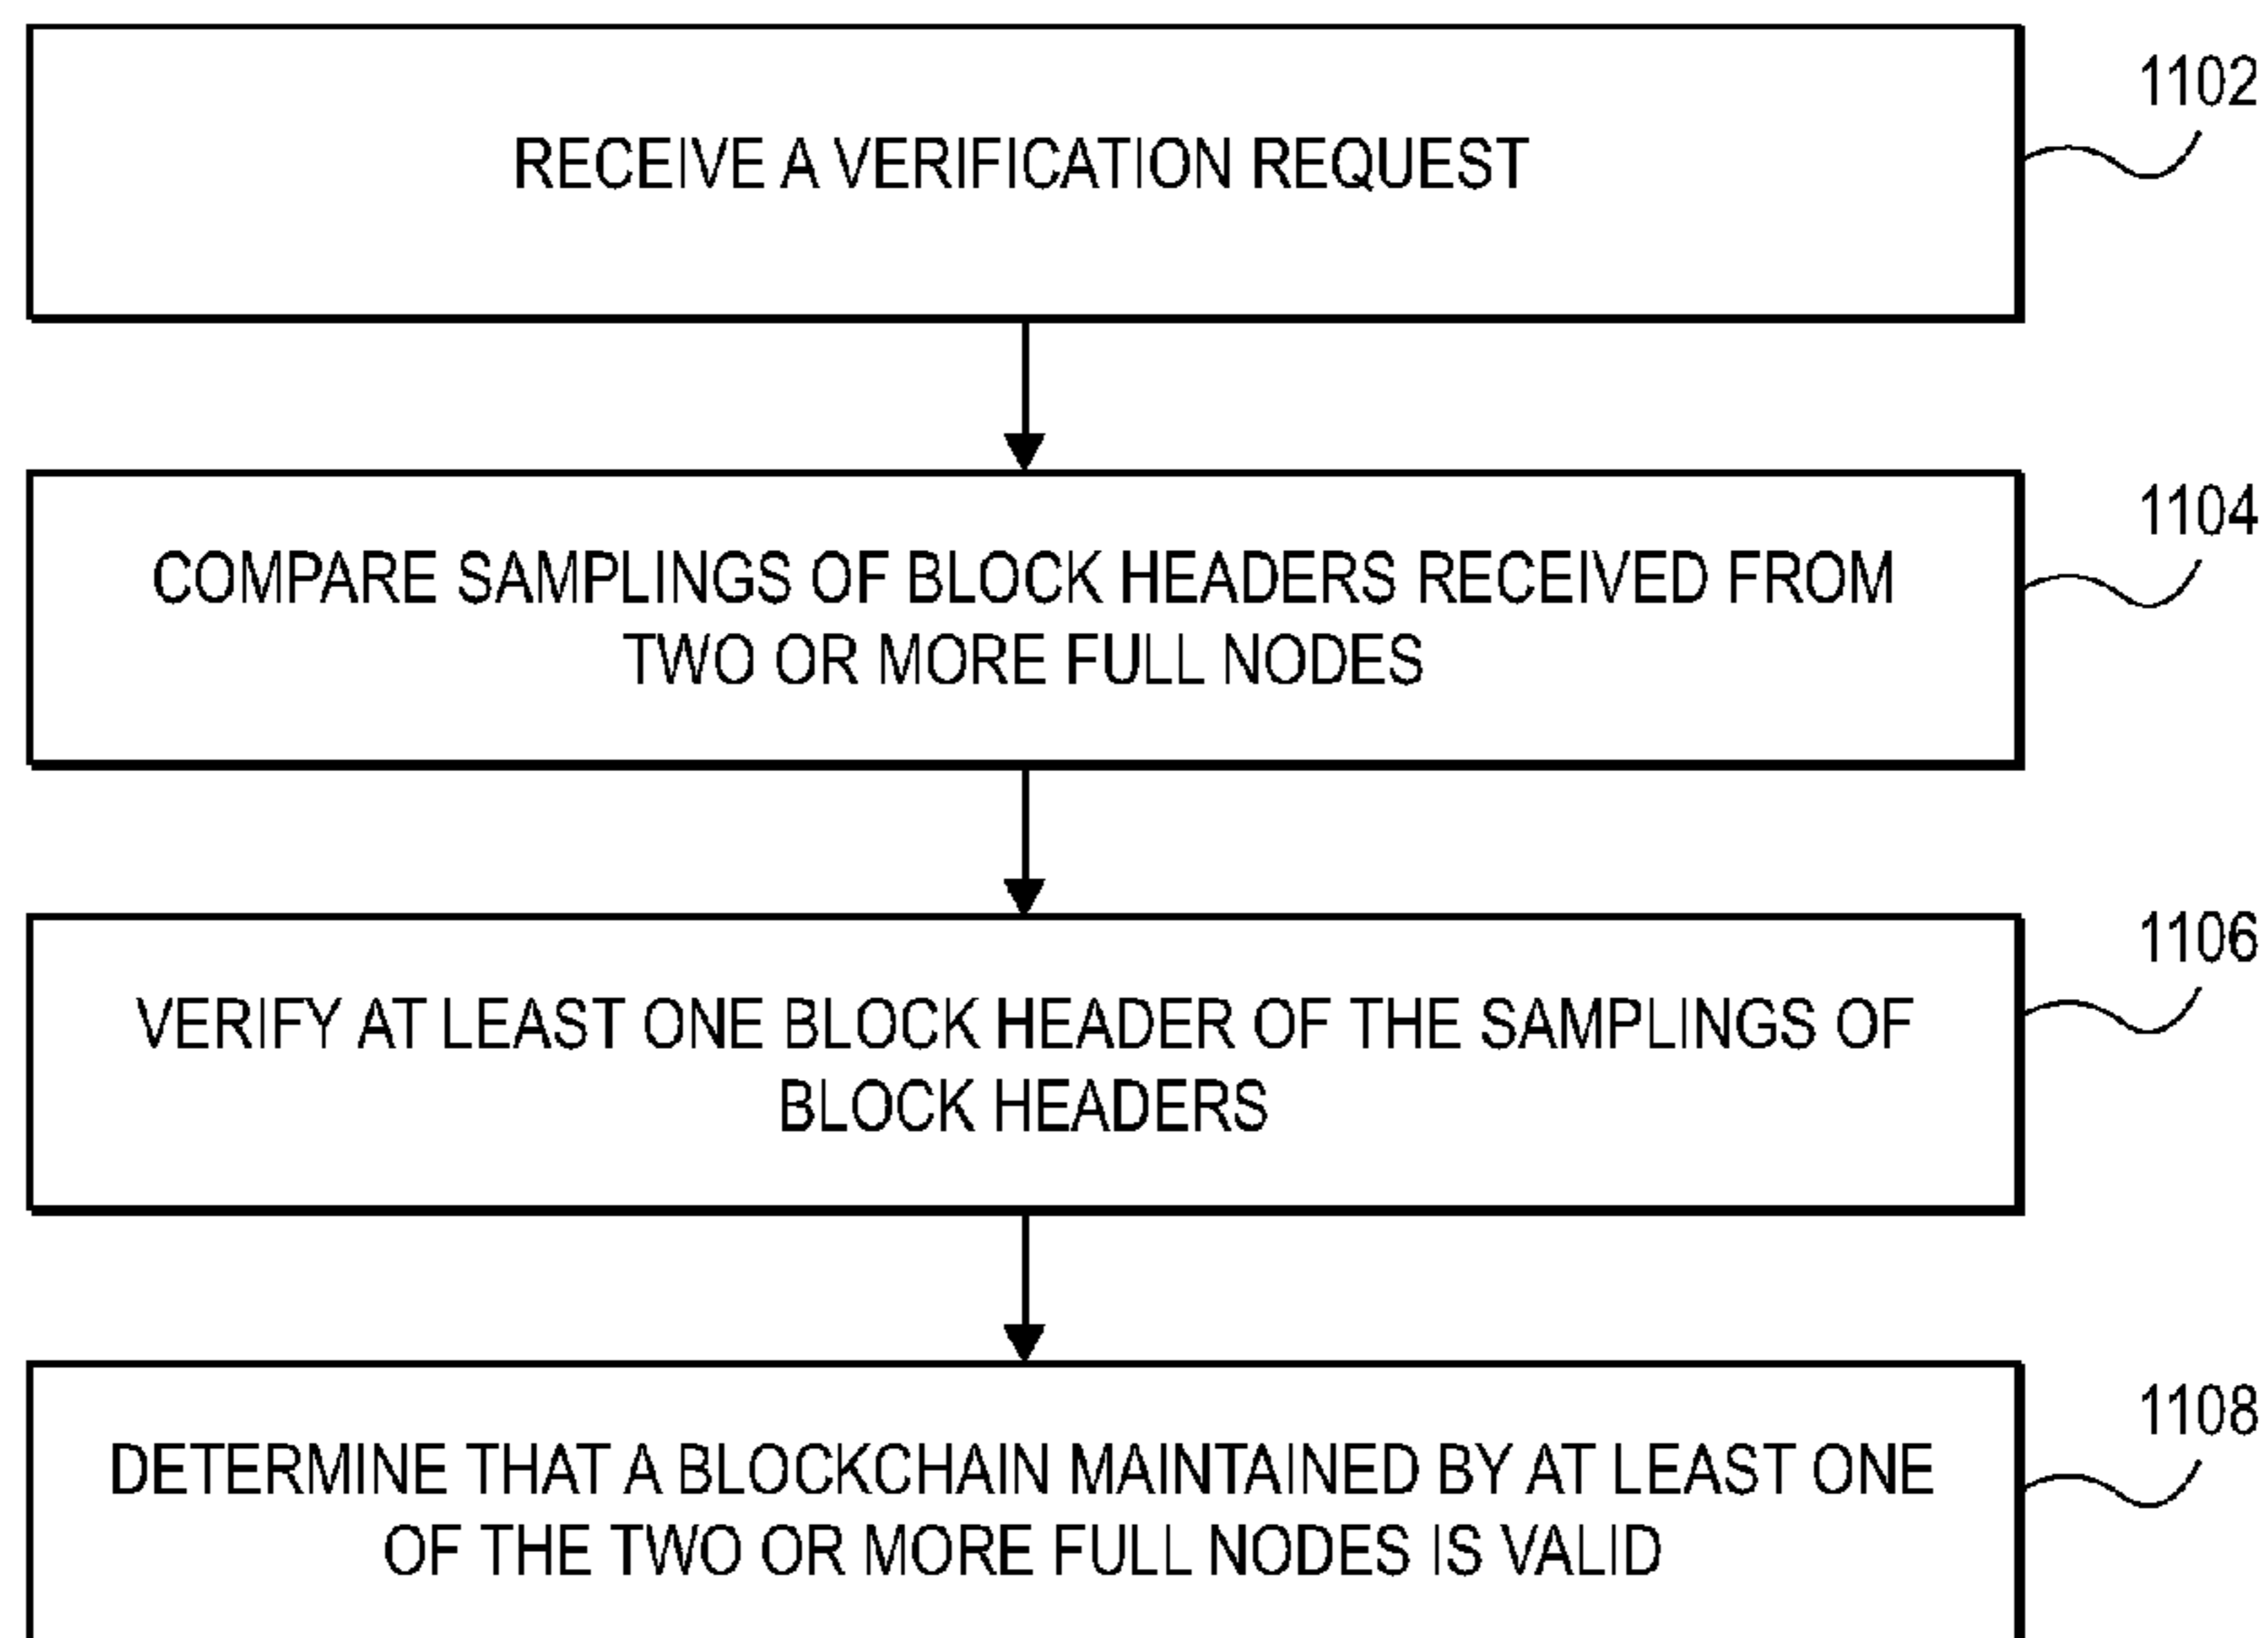 RECEIVE A VERIFICATION REQUEST
1102
COMPARE SAMPLINGS OF BLOCK HEADERS RECEIVED FROM
TWO OR MORE FULL NODES
1104
VERIFY AT LEAST ONE BLOCK HEADER OF THE SAMPLINGS OF
BLOCK HEADERS
1106
DETERMINE THAT A BLOCKCHAIN MAINTAINED BY AT LEAST ONE
OF THE TWO OR MORE FULL NODES IS VALID
1108